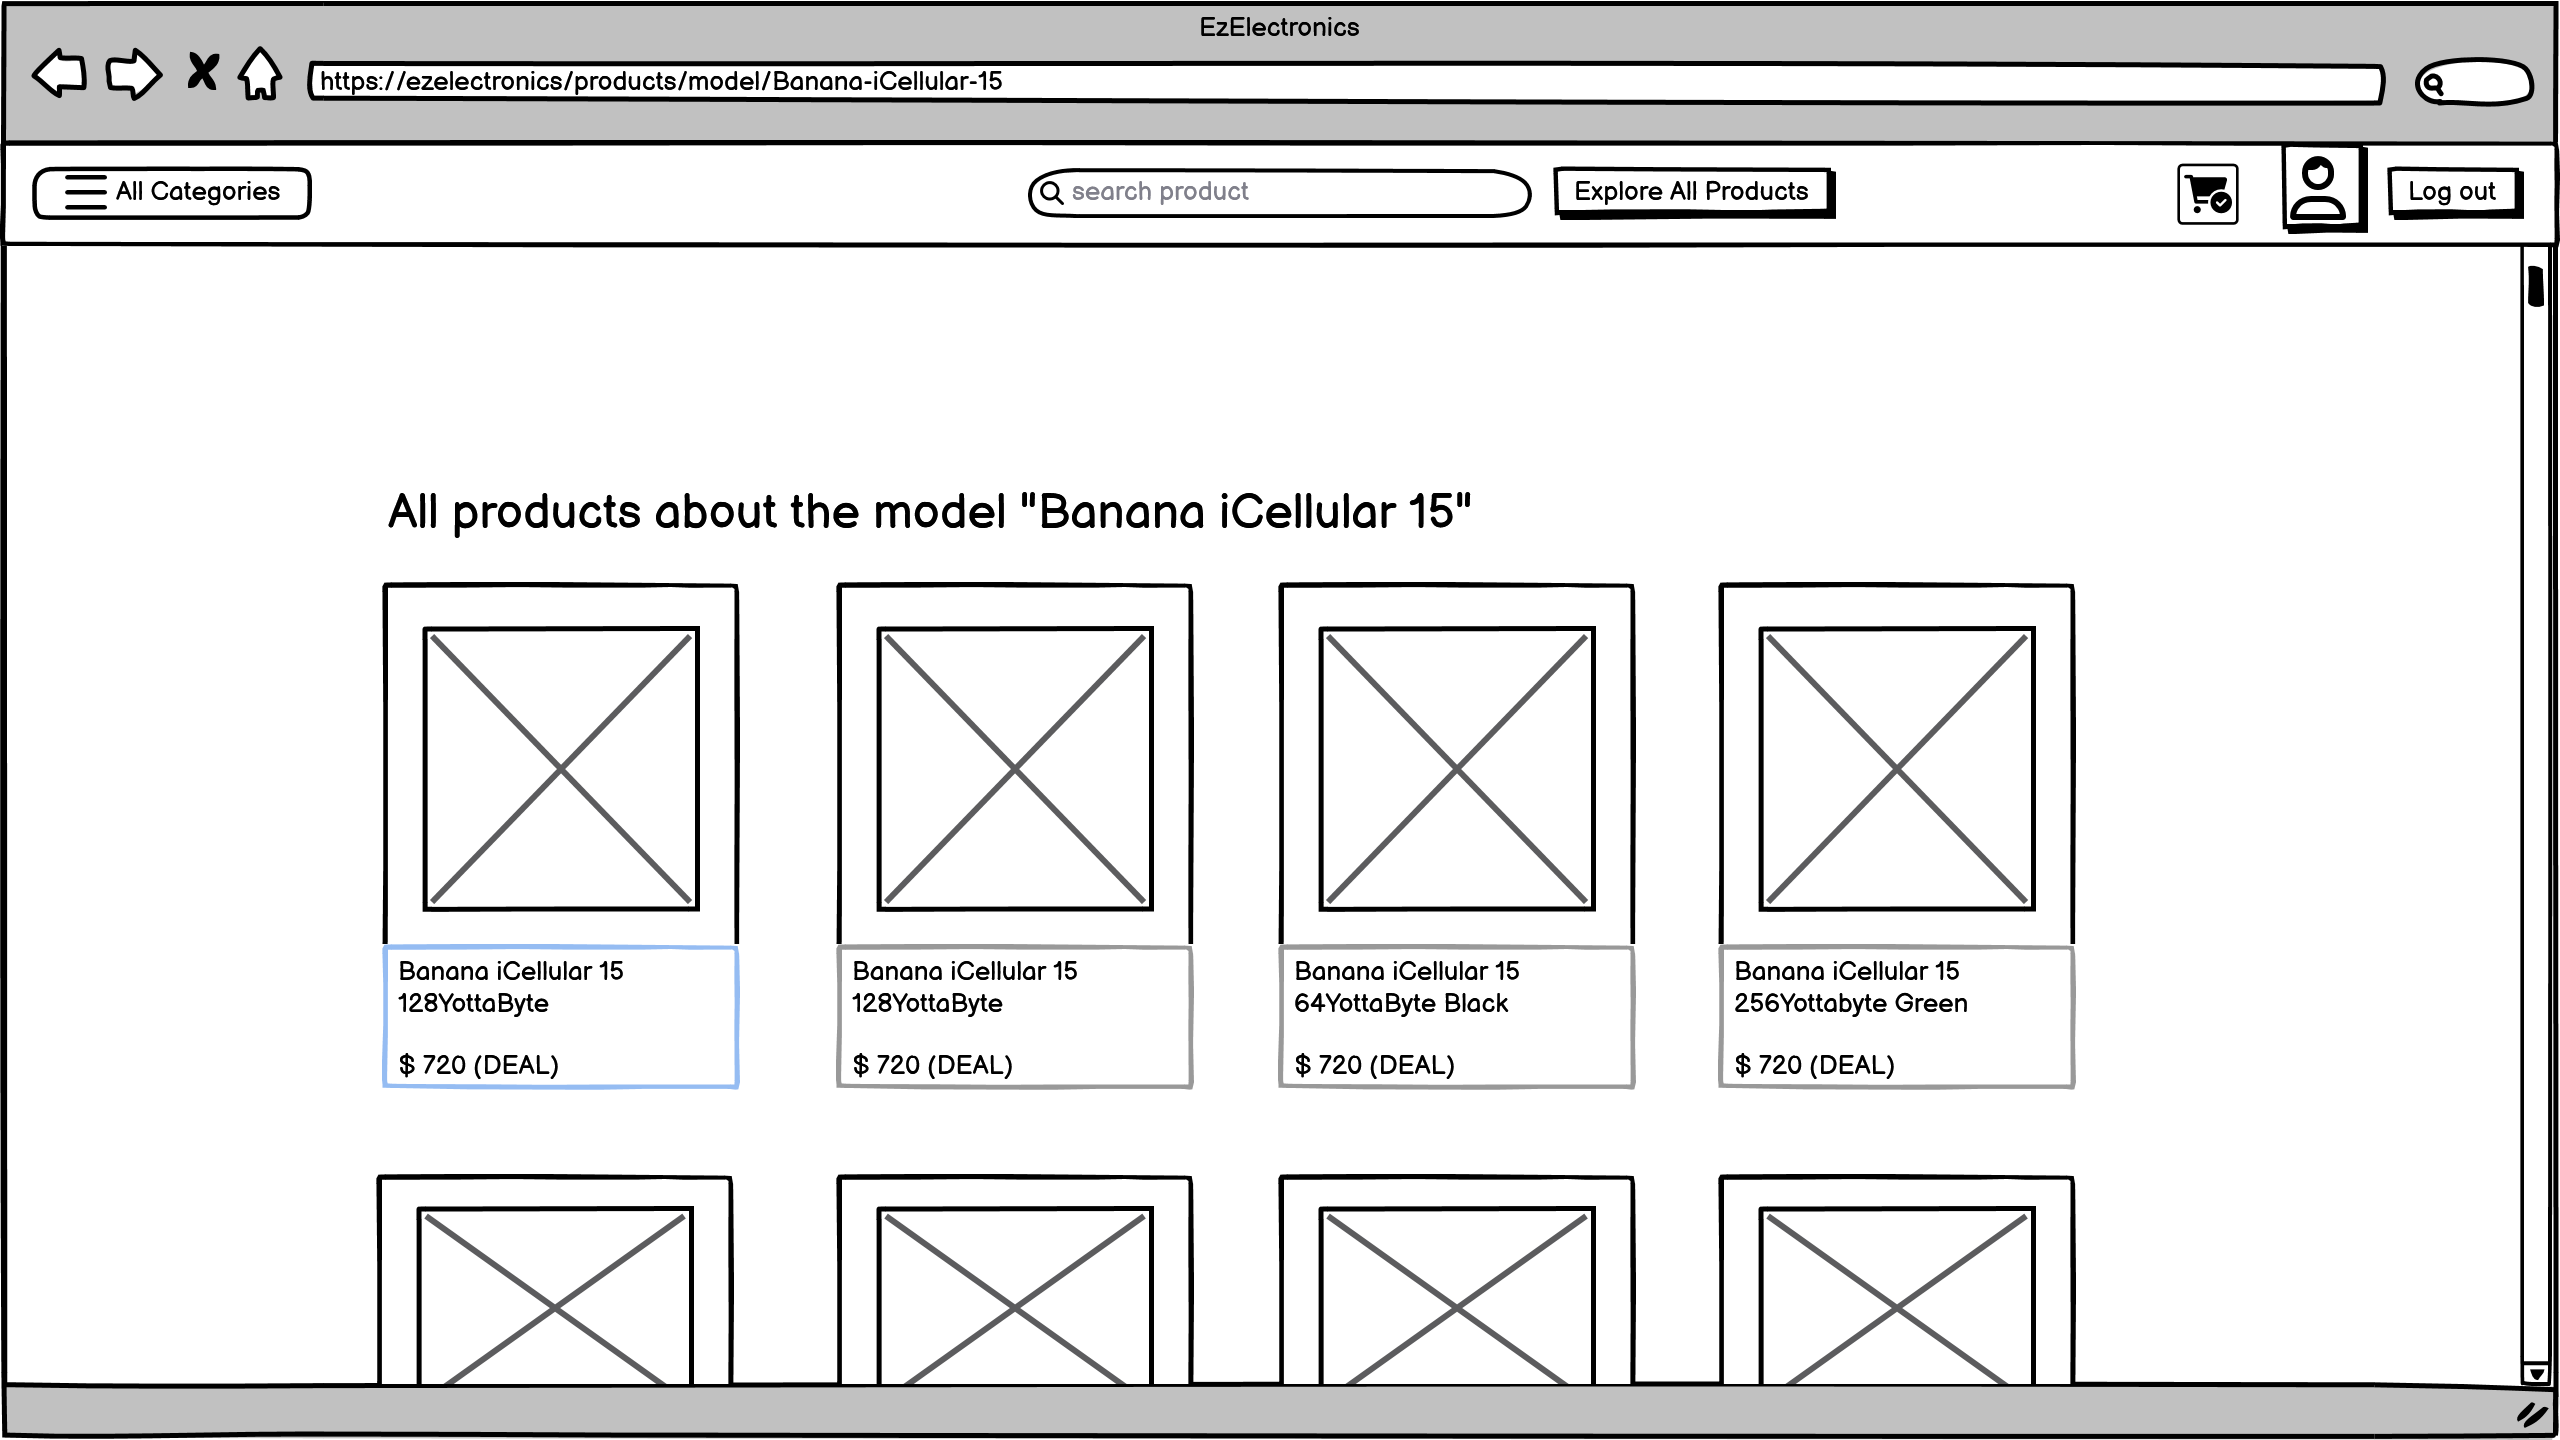 EzElectronics
https://ezelectronics/products/model/Banana-iCellular-15
All Categories
search product
Explore All Products
Log out
All products about the model "Banana iCellular 15"
Banana iCellular 15
128YottaByte
$ 720 (DEAL)
Banana iCellular 15
128YottaByte
$ 720 (DEAL)
Banana iCellular 15
64YottaByte Black
$ 720 (DEAL)
Banana iCellular 15
256Yottabyte Green
$ 720 (DEAL)